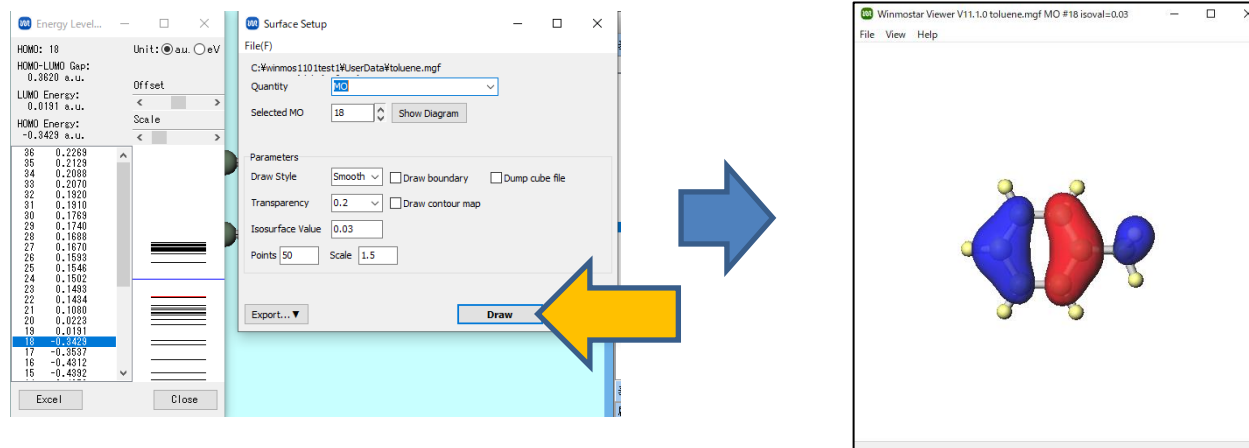 Energy Level...
HOMO: 18
Unit: au. eV
HOMO-LUMO Gap:
0.3620 a.u.
LUMO Energy:
0.0191 a.u.
HOMO Energy:
-0.3429 a.u.
Offset
Scale
36 0.2269
35 0.2129
34 0.2088
33 0.2070
32 0.1920
31 0.1910
30 0.1769
29 0.1740
28 0.1688
27 0.1670
26 0.1593
25 0.1546
24 0.1502
23 0.1493
22 0.1434
21 0.1080
20 0.0223
19 0.0191
18 -0.3429
17 -0.3537
16 -0.4312
15 -0.4392
Excel
Close
Surface Setup
File(F)
C:¥winmos1101test1¥UserData¥toluene.mgf
Quantity MO
Selected MO 18 Show Diagram
Parameters
Draw Style Smooth Draw boundary Dump cube file
Transparency 0.2 Draw contour map
Isosurface Value 0.03
Points 50 Scale 1.5
Export...▼
Draw
Winmostar Viewer V11.1.0 toluene.mgf MO #18 isoval=0.03
File View Help